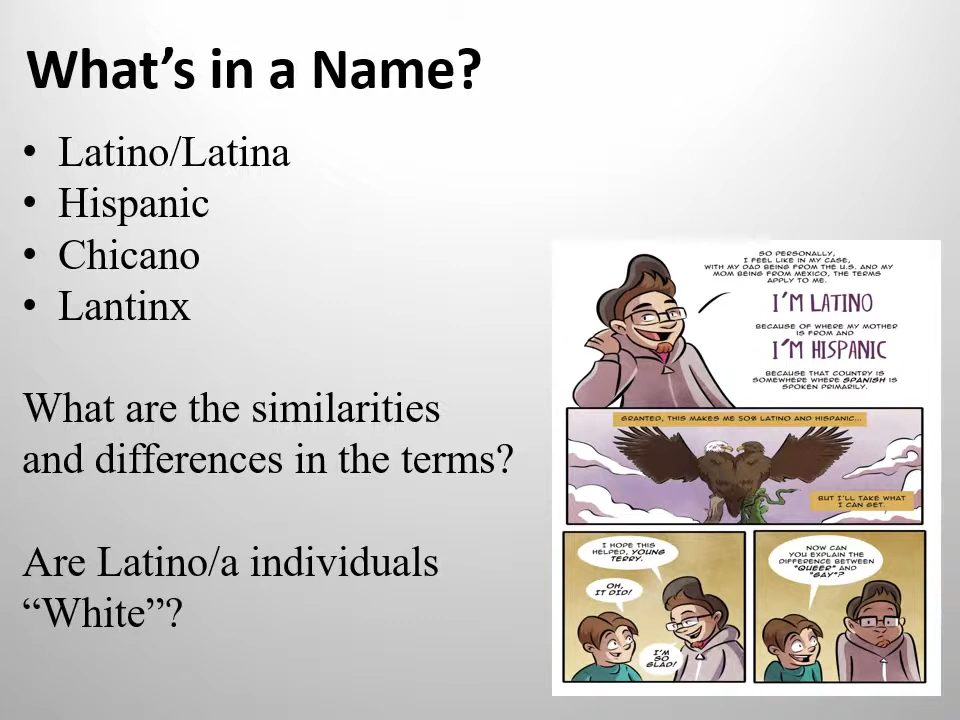 What’s in a Name?
• Latino/Latina
• Hispanic
• Chicano
• Lantinx
What are the similarities
and differences in the terms?
Are Latino/a individuals
“White”?
SO PERSONALLY,
I FEEL LIKE IN MY CASE,
WITH MY DAD BEING FROM THE U.S. AND MY
MOM BEING FROM MEXICO, THE TERMS
APPLY TO ME.
I'M LATINO
BECAUSE OF WHERE MY MOTHER
IS FROM AND
I'M HISPANIC
BECAUSE THAT COUNTRY IS
SOMEWHERE WHERE SPANISH IS
SPOKEN PRIMARILY.
GRANTED, THIS MAKES ME 50% LATINO AND HISPANIC...
BUT I'LL TAKE WHAT
I CAN GET.
I HOPE THIS
HELPED, YOUNG
TERRY.
OH,
IT DID!
I'M
SO
GLAD!
NOW CAN
YOU EXPLAIN THE
DIFFERENCE BETWEEN
"QUEER" AND
"GAY"?